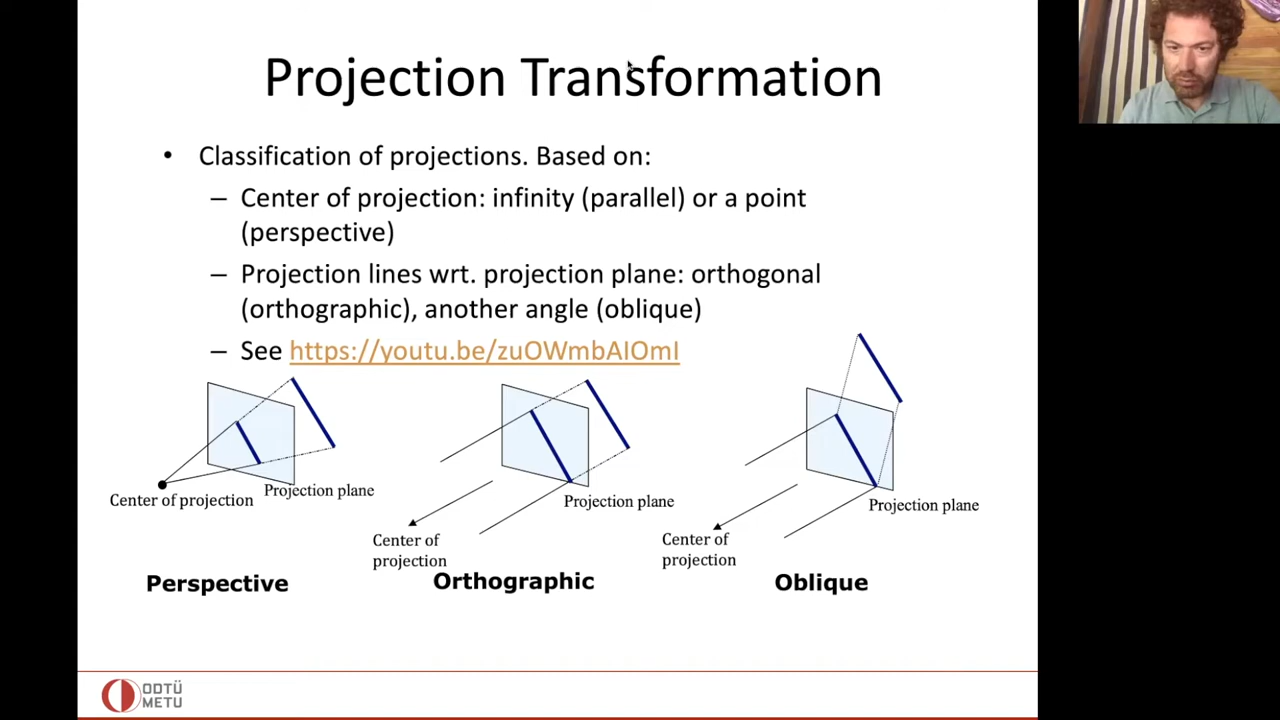 Projection Transformation
• Classification of projections. Based on:
– Center of projection: infinity (parallel) or a point
(perspective)
– Projection lines wrt. projection plane: orthogonal
(orthographic), another angle (oblique)
– See https://youtu.be/zuOWmbAIOmI
Center of projection
Projection plane
Perspective
Projection plane
Center of
projection
Orthographic
Projection plane
Center of
projection
Oblique
ODTÜ
METU